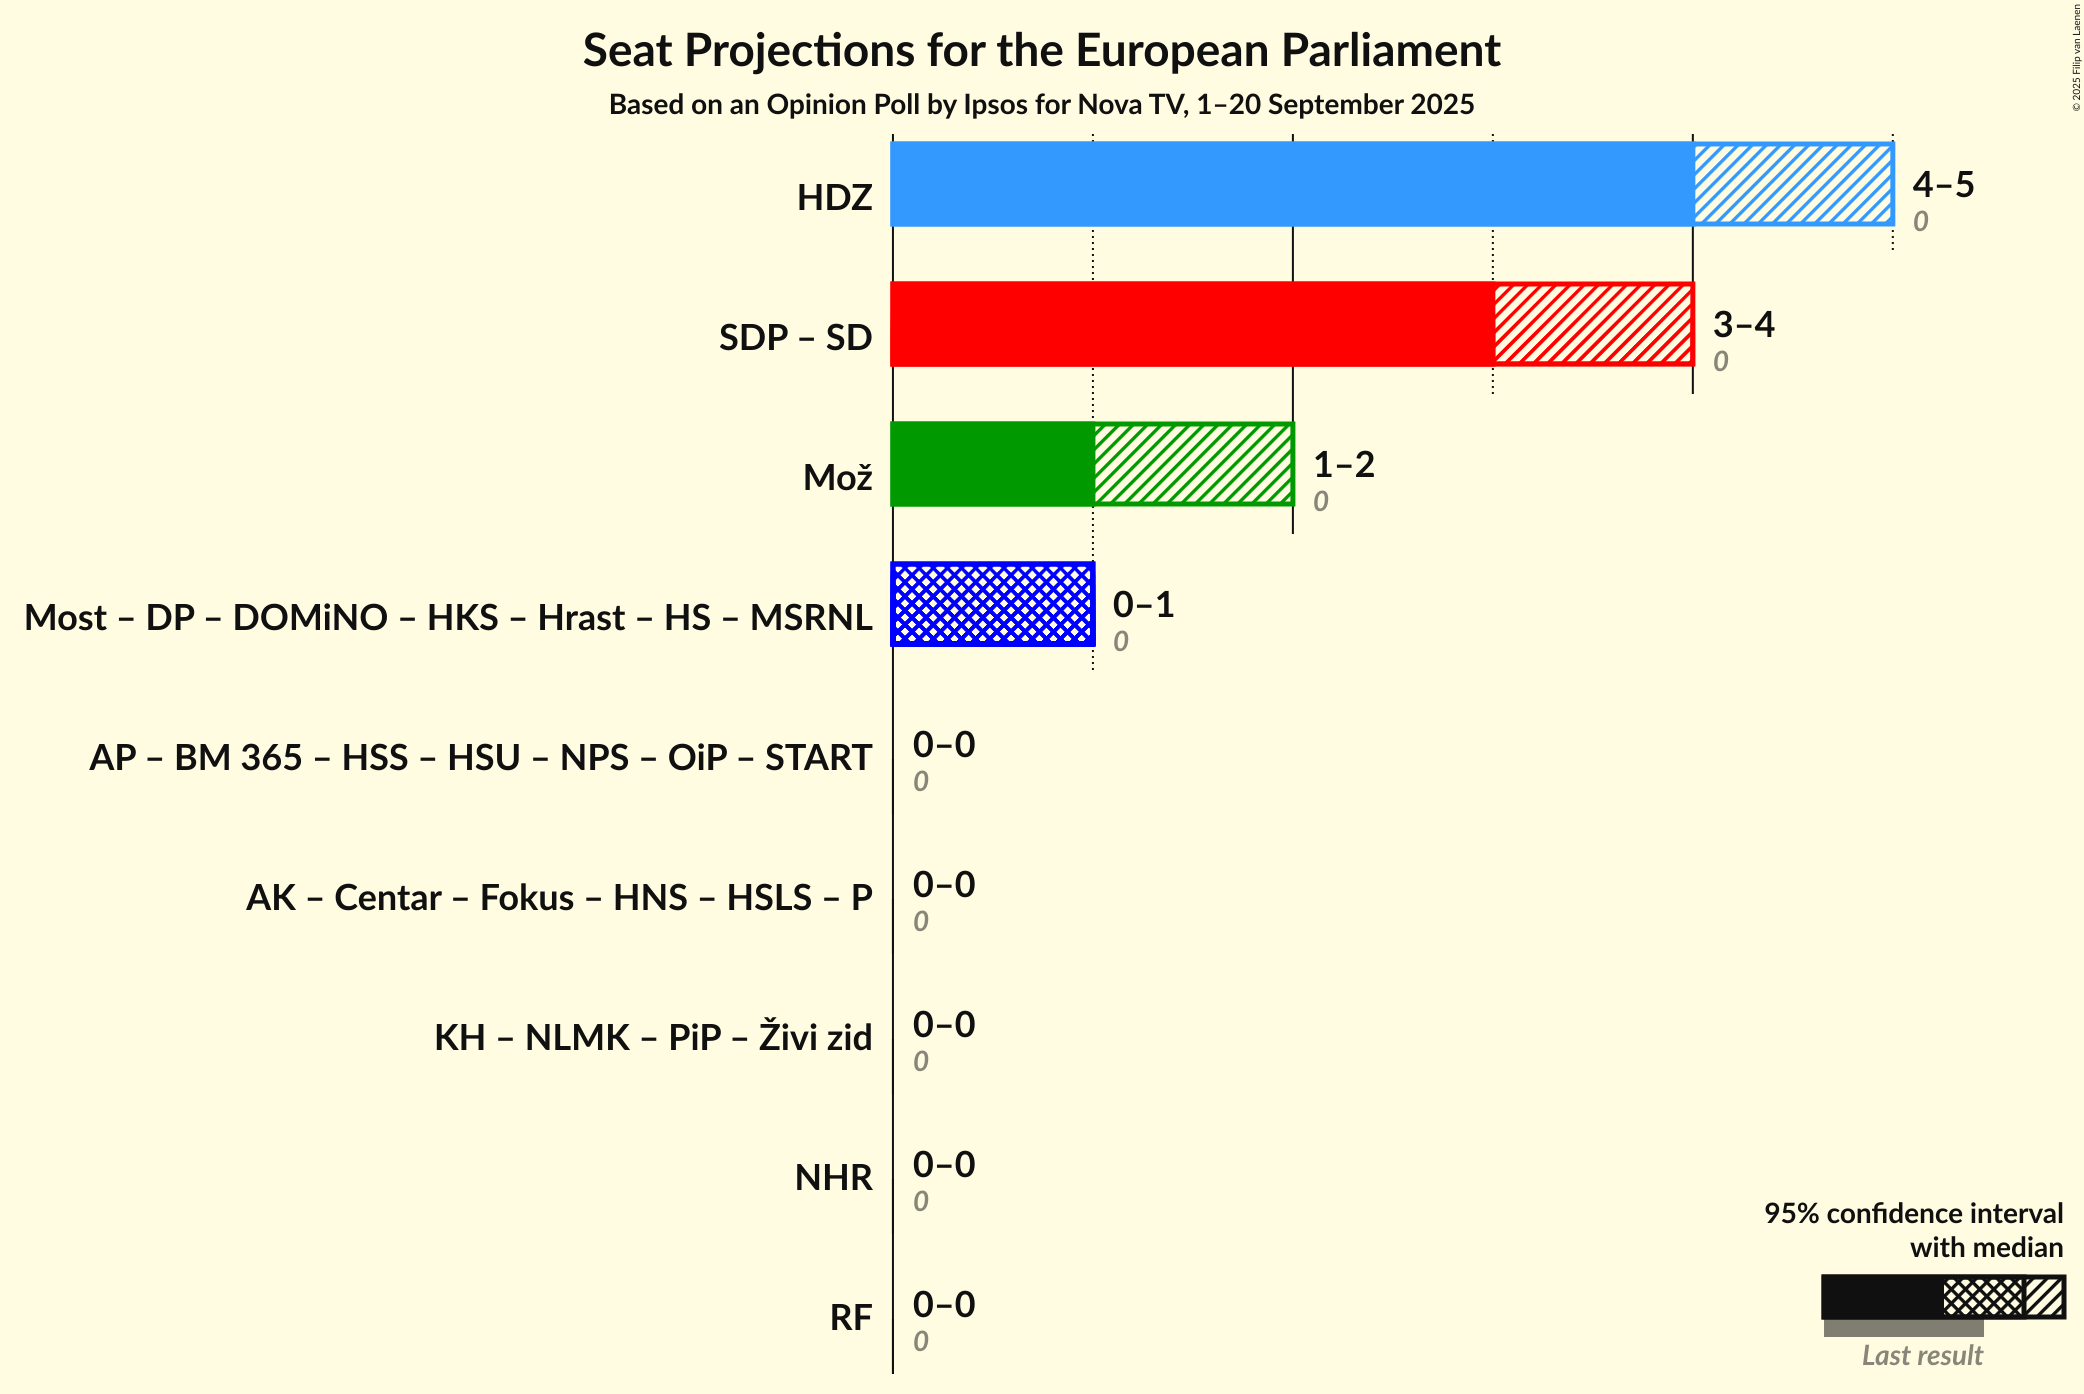 Seat Projections for the European Parliament
Based on an Opinion Poll by Ipsos for Nova TV, 1–20 September 2025
© 2025 Filip van Laenen
HDZ
4–5
0
SDP – SD
3–4
0
Mož
1–2
0
Most – DP – DOMiNO – HKS – Hrast – HS – MSRNL
0–1
0
AP – BM 365 – HSS – HSU – NPS – OiP – START
0–0
0
AK – Centar – Fokus – HNS – HSLS – P
0–0
0
KH – NLMK – PiP – Živi zid
0–0
0
NHR
0–0
0
RF
0–0
0
95% confidence interval
with median
Last result